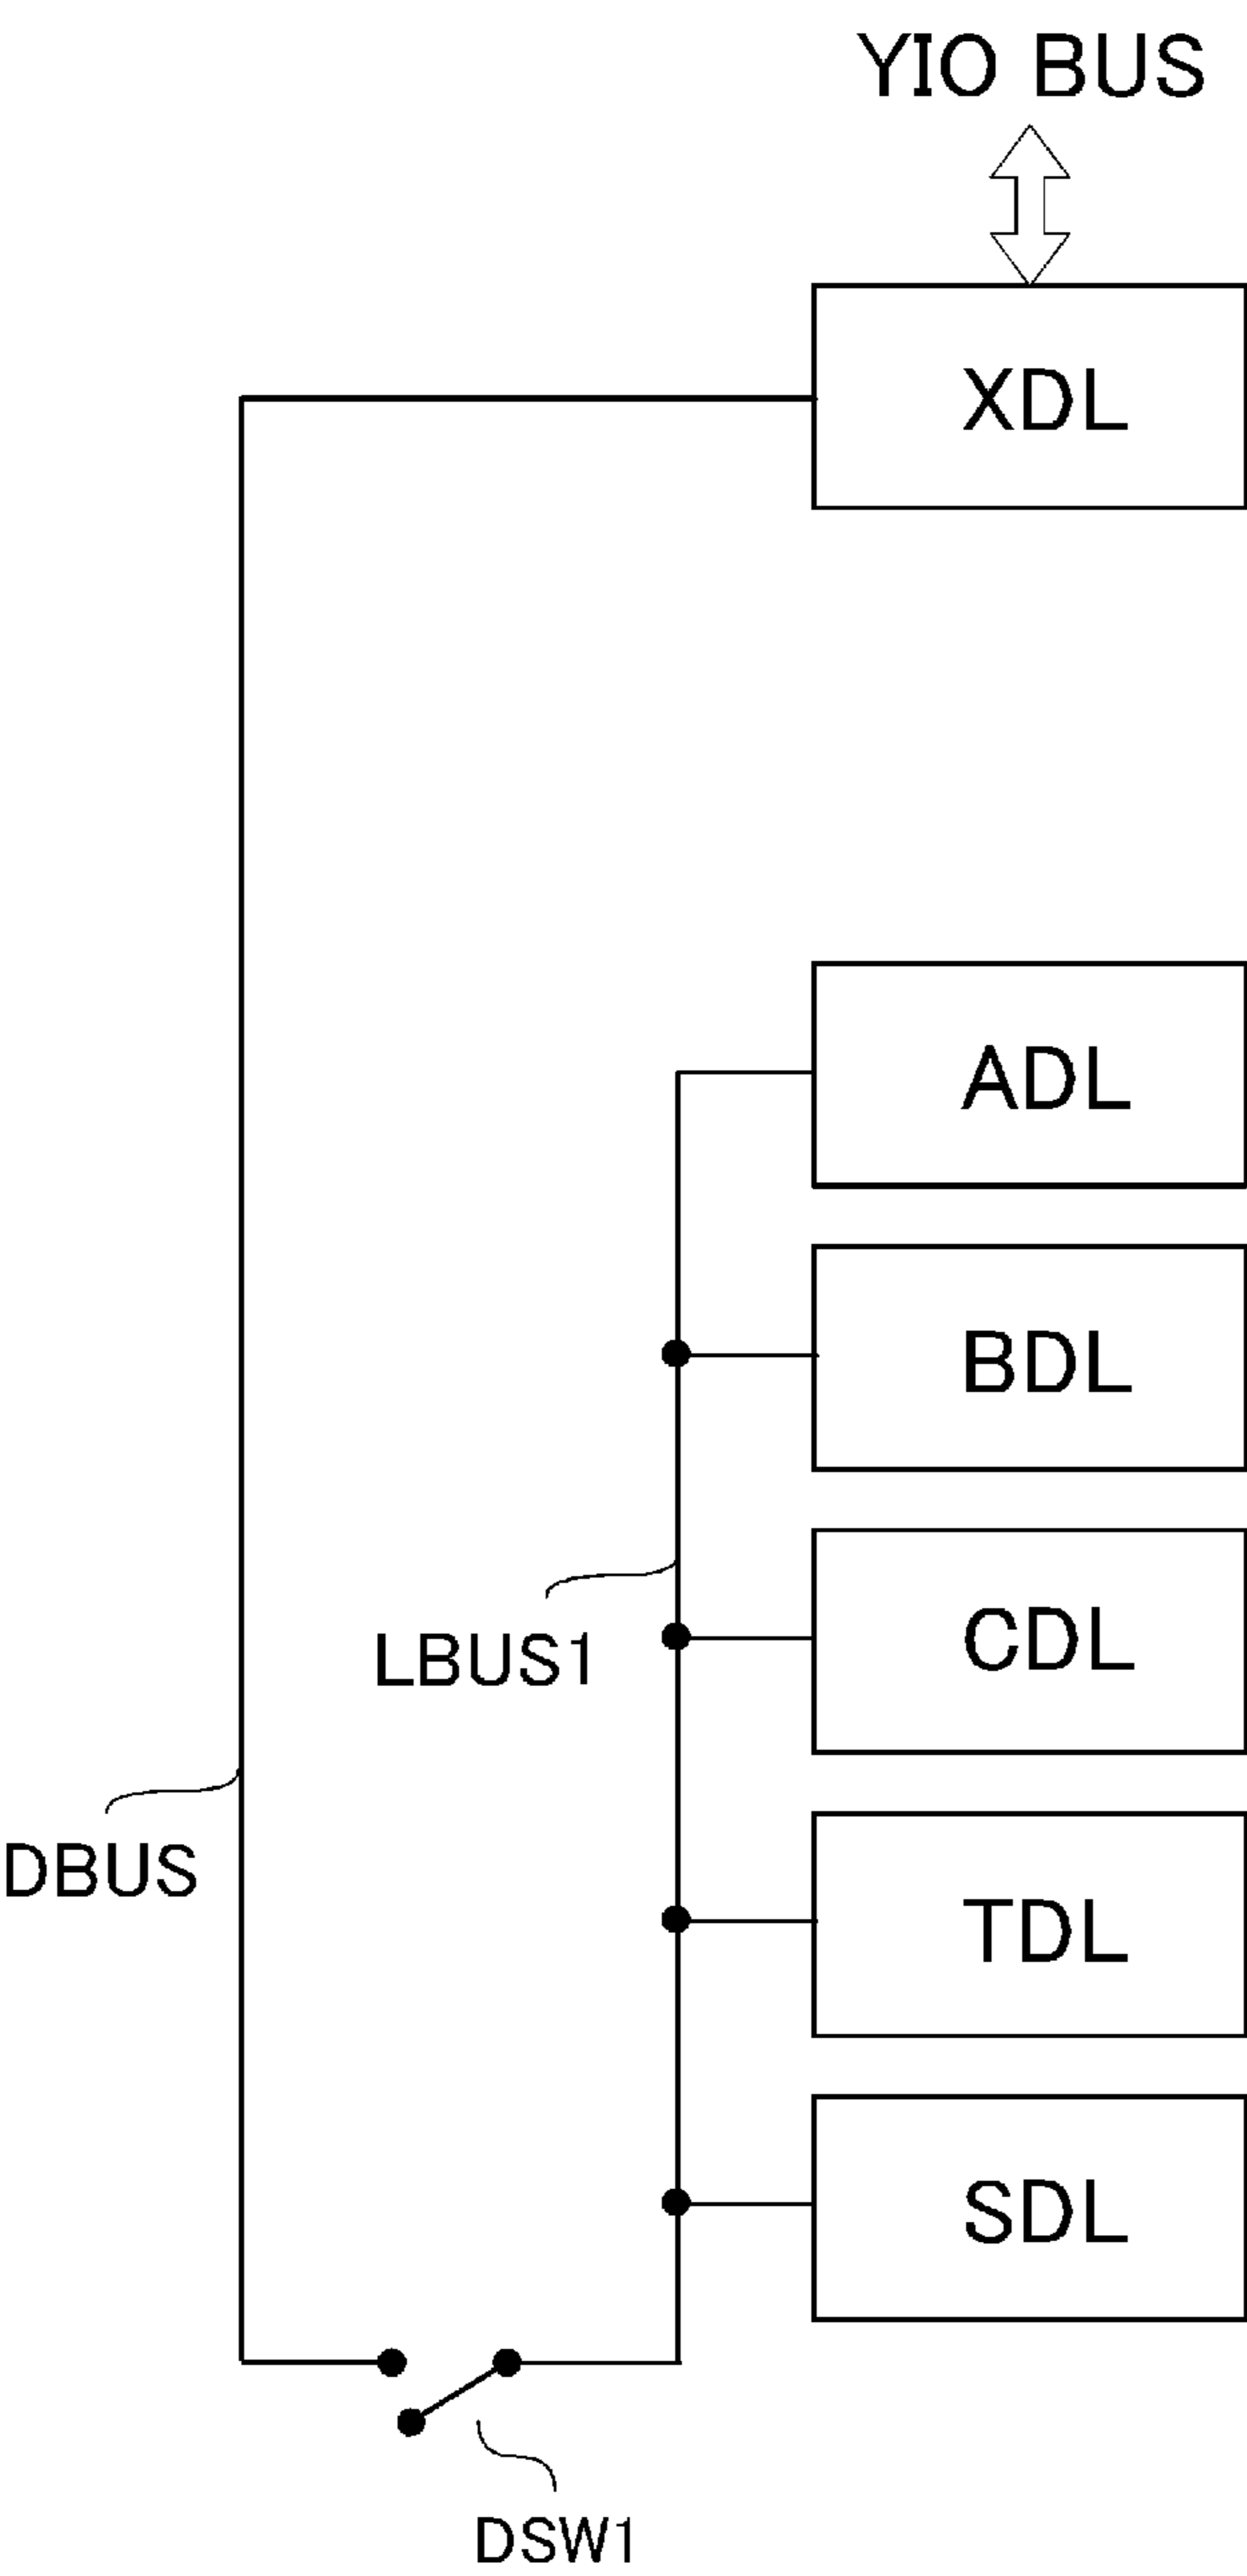 YIO BUS
XDL
ADL
BDL
CDL
LBUS1
DBUS
TDL
SDL
DSW1